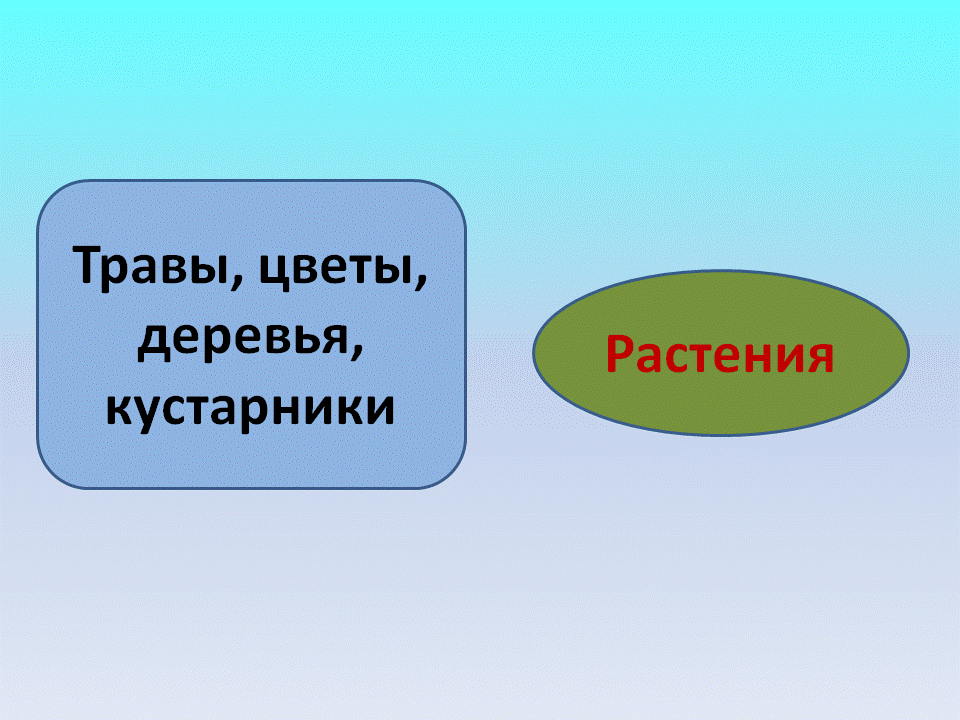 Травы, цветы,
деревья,
кустарники
Растения